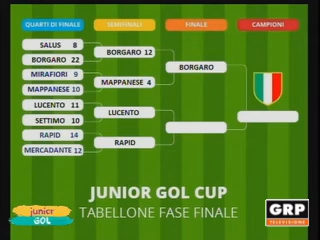 QUARTI DI FINALE SEMIFINALI FINALE CAMPIONI
SALUS 8
BORGARO 22
MIRAFIORI 9
MAPPANESE 10
LUCENTO 11
SETTIMO 10
RAPID 14
MERCADANTE 12
BORGARO 12
MAPPANESE 4
LUCENTO
RAPID
BORGARO
JUNIOR GOL CUP
TABELLONE FASE FINALE
junior
GOL
GRP
TELEVISIONE